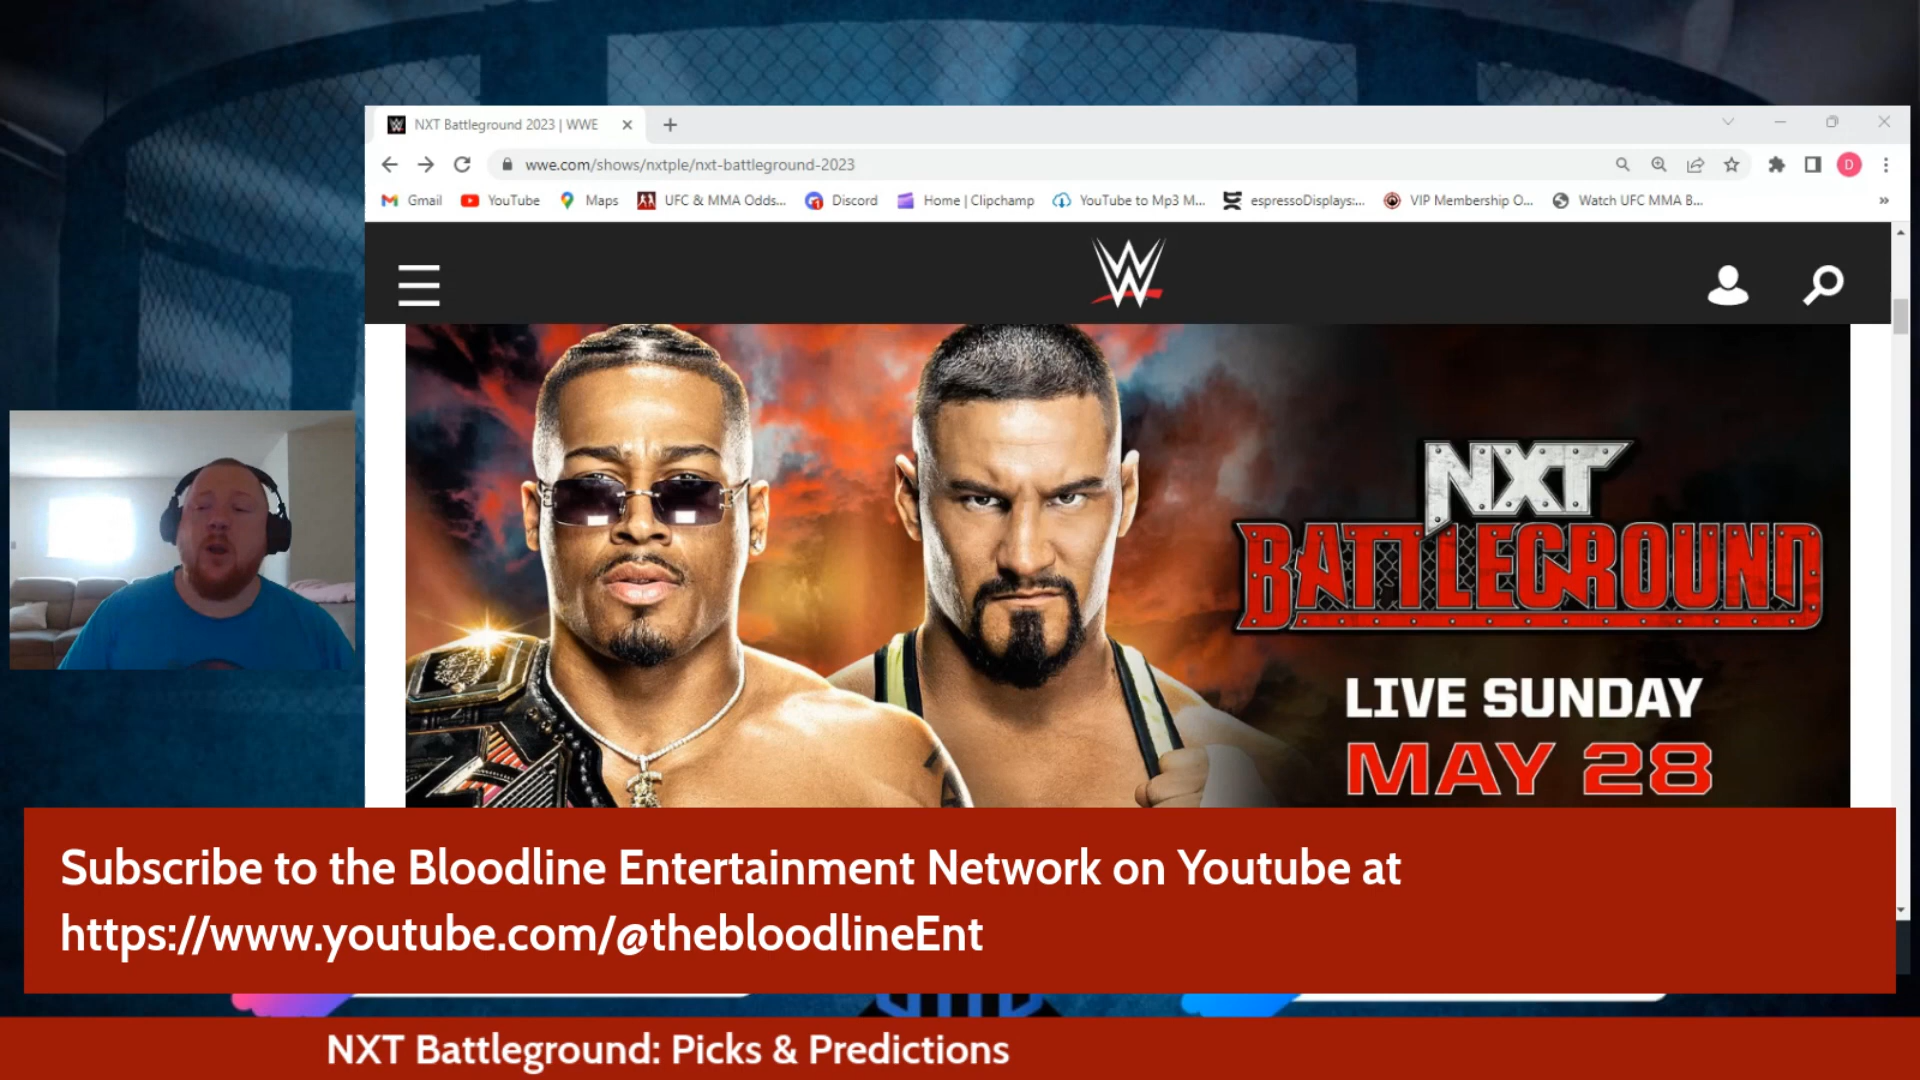 NXT Battleground 2023 | WWE
wwe.com/shows/nxtple/nxt-battleground-2023
D
Gmail YouTube Maps UFC & MMA Odds... Discord Home | Clipchamp YouTube to Mp3 M... espressoDisplays:... VIP Membership O... Watch UFC MMA B... »
W
NXT
BATTLEGROUND
LIVE SUNDAY
MAY 28
Subscribe to the Bloodline Entertainment Network on Youtube at
https://www.youtube.com/@thebloodlineEnt
NXT Battleground: Picks & Predictions